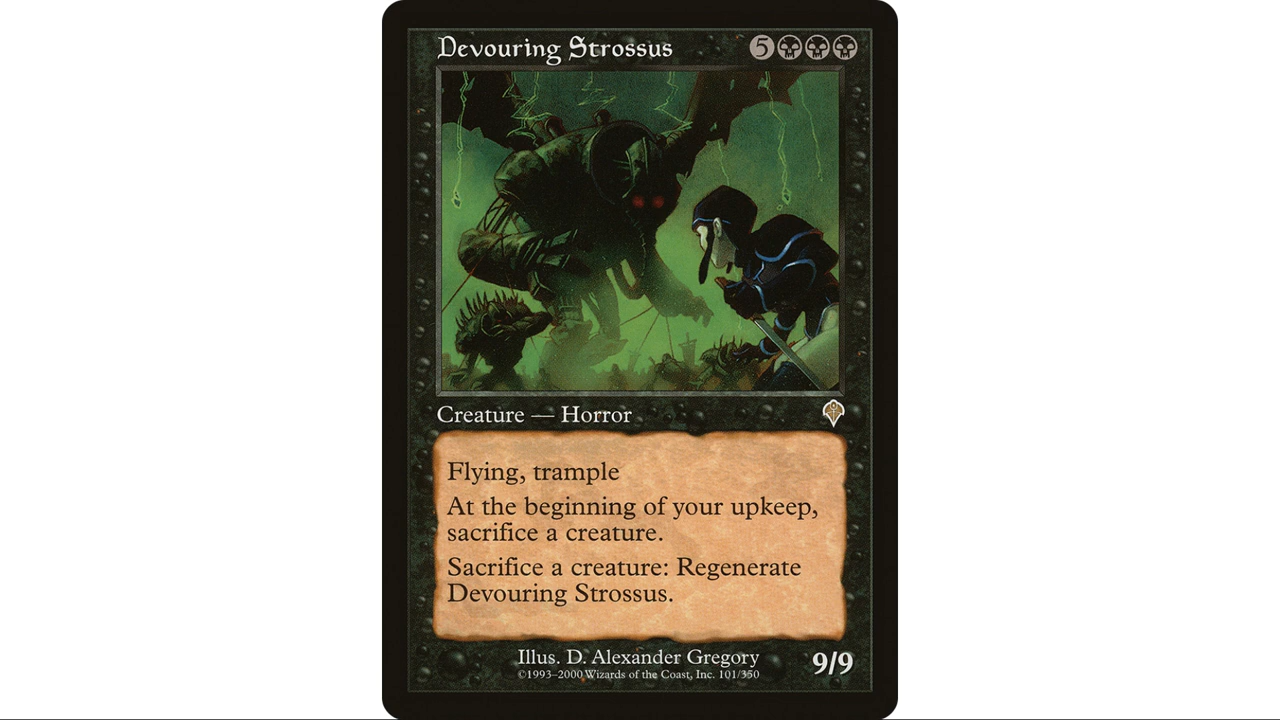 Devouring Strossus 5
Creature — Horror
Flying, trample
At the beginning of your upkeep,
sacrifice a creature.
Sacrifice a creature: Regenerate
Devouring Strossus.
Illus. D. Alexander Gregory
©1993–2000 Wizards of the Coast, Inc. 101/350
9/9